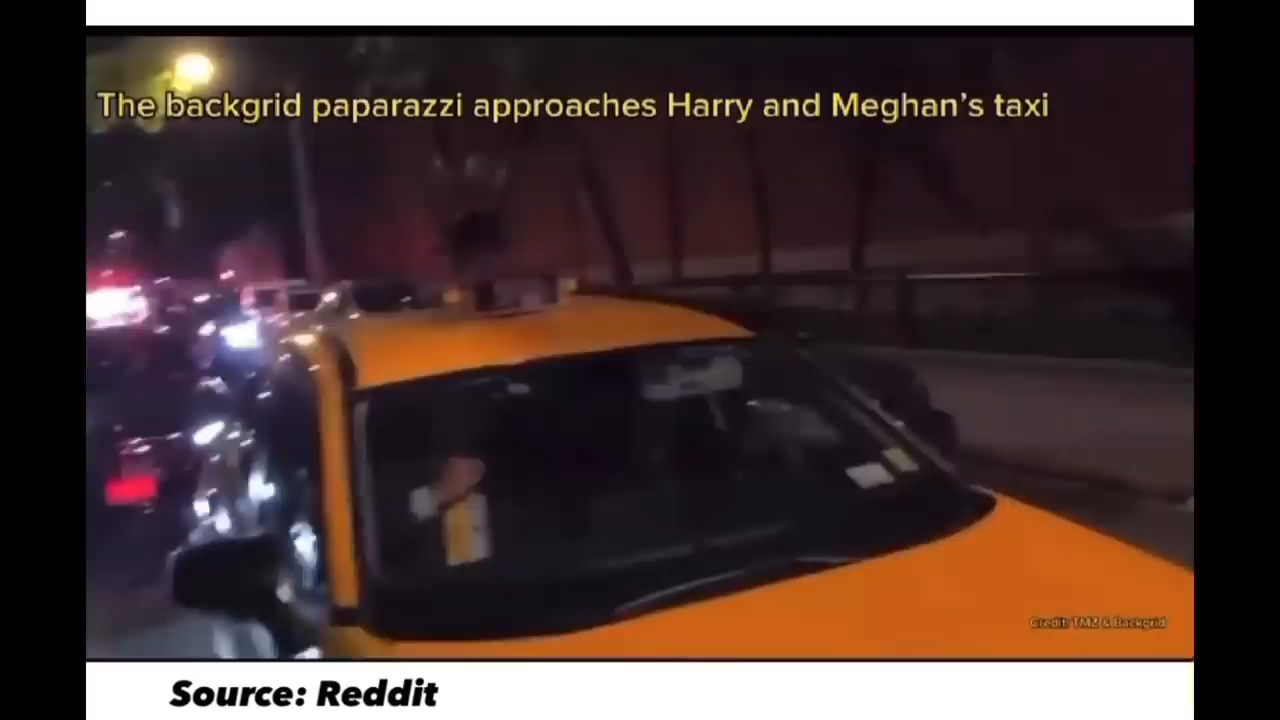 The backgrid paparazzi approaches Harry and Meghan's taxi
Credit: TMZ & Backgrid
Source: Reddit